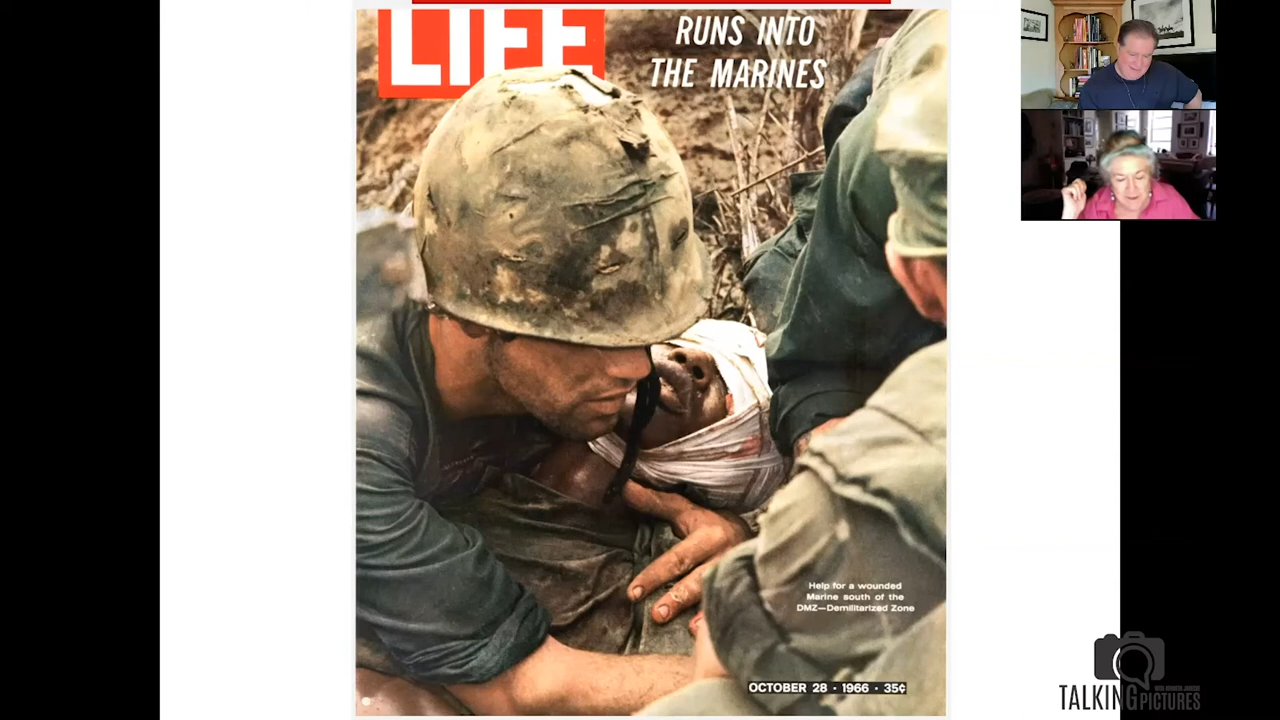 LIFE
RUNS INTO
THE MARINES
Help for a wounded
Marine south of the
DMZ—Demilitarized Zone
OCTOBER 28 · 1966 · 35¢
TALKING
PICTURES